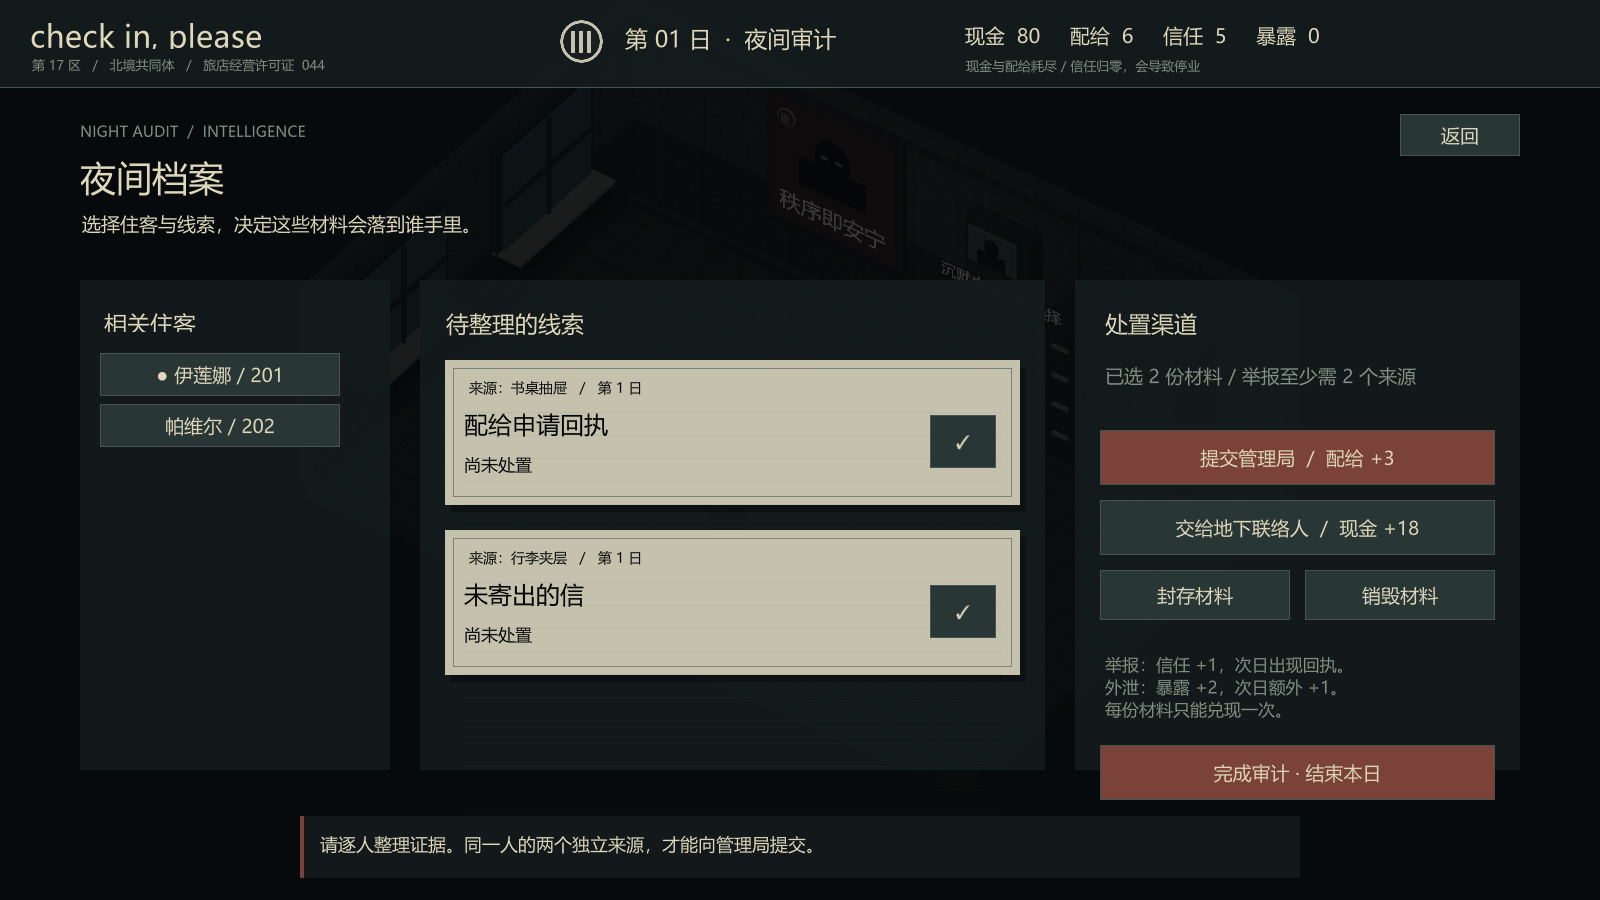 check in, please
第 17 区 / 北境共同体 / 旅店经营许可证 044
第 01 日 · 夜间审计
现金 80 配给 6 信任 5 暴露 0
现金与配给耗尽 / 信任归零，会导致停业
NIGHT AUDIT / INTELLIGENCE
返回
夜间档案
选择住客与线索，决定这些材料会落到谁手里。
秩序即安宁
沉默
择
相关住客
● 伊莲娜 / 201
帕维尔 / 202
待整理的线索
来源：书桌抽屉 / 第 1 日
配给申请回执
尚未处置
✓
来源：行李夹层 / 第 1 日
未寄出的信
尚未处置
✓
处置渠道
已选 2 份材料 / 举报至少需 2 个来源
提交管理局 / 配给 +3
交给地下联络人 / 现金 +18
封存材料
销毁材料
举报：信任 +1，次日出现回执。
外泄：暴露 +2，次日额外 +1。
每份材料只能兑现一次。
完成审计 · 结束本日
请逐人整理证据。同一人的两个独立来源，才能向管理局提交。